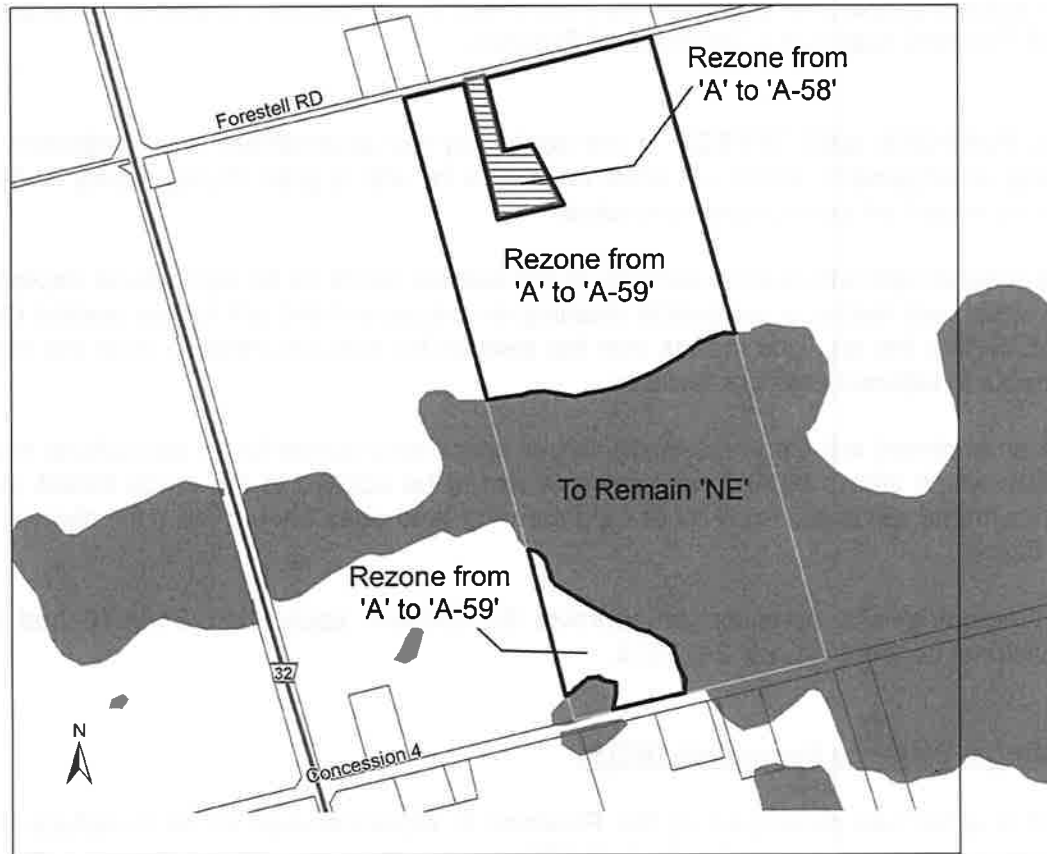 Rezone from
'A' to 'A-58'
Forestell RD
Rezone from
'A' to 'A-59'
To Remain 'NE'
Rezone from
'A' to 'A-59'
32
N
Concession 4